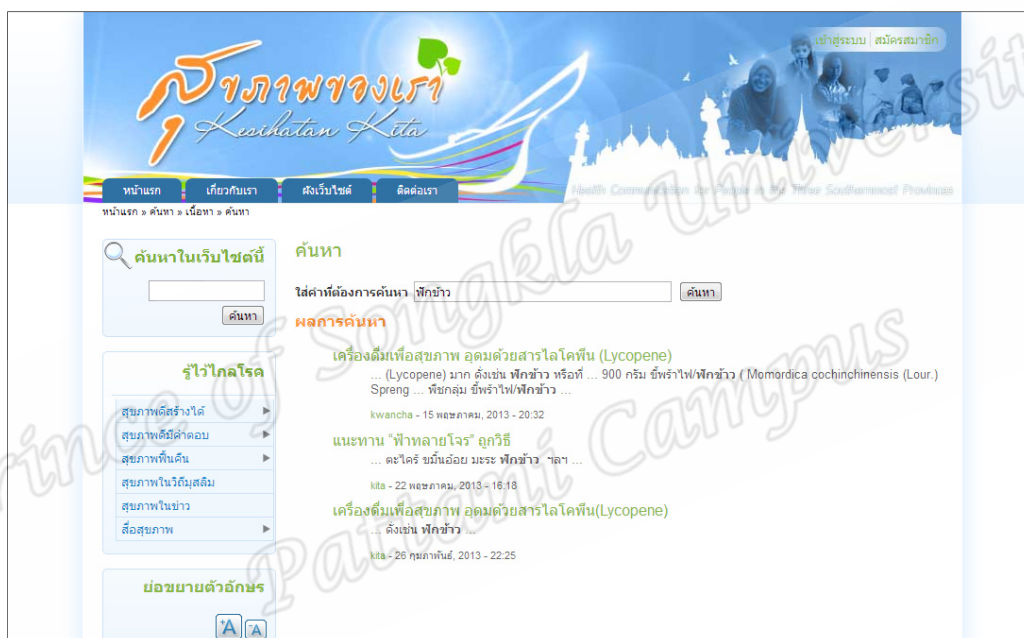 เข้าสู่ระบบ | สมัครสมาชิก
สุขภาพของเรา
Kesihatan Kita
หน้าแรก เกี่ยวกับเรา ผังเว็บไซต์ ติดต่อเรา
Health Communication for People in the Three Southernmost Provinces
หน้าแรก » ค้นหา » เนื้อหา » ค้นหา
ค้นหาในเว็บไซต์นี้
ค้นหา
รู้ไว้ไกลโรค
สุขภาพดีสร้างได้
สุขภาพดีมีคำตอบ
สุขภาพฟื้นคืน
สุขภาพในวิถีมุสลิม
สุขภาพในข่าว
สื่อสุขภาพ
ย่อขยายตัวอักษร
+A -A
ค้นหา
ใส่คำที่ต้องการค้นหา ฟักข้าว ค้นหา
ผลการค้นหา
เครื่องดื่มเพื่อสุขภาพ อุดมด้วยสารไลโคพีน (Lycopene)
... (Lycopene) มาก ดั่งเช่น ฟักข้าว หรือที่ ... 900 กรัม ขี้พร้าไฟ/ฟักข้าว ( Momordica cochinchinensis (Lour.)
Spreng ... พืชกลุ่ม ขี้พร้าไฟ/ฟักข้าว ...
kwancha - 15 พฤษภาคม, 2013 - 20:32
แนะทาน "ฟ้าทลายโจร" ถูกวิธี
... ตะไคร์ ขมิ้นอ้อย มะระ ฟักข้าว ฯลฯ ...
kita - 22 พฤษภาคม, 2013 - 16:18
เครื่องดื่มเพื่อสุขภาพ อุดมด้วยสารไลโคพีน(Lycopene)
... ดั่งเช่น ฟักข้าว ...
kita - 26 กุมภาพันธ์, 2013 - 22:25
Prince of Songkla University
Pattani Campus